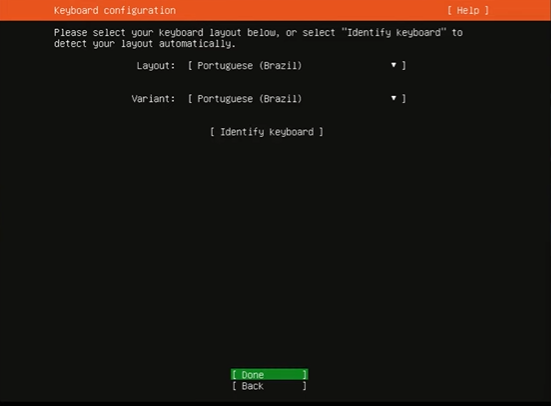 Keyboard configuration [ Help ]
Please select your keyboard layout below, or select "Identify keyboard" to
detect your layout automatically.
Layout: [ Portuguese (Brazil) ▼ ]
Variant: [ Portuguese (Brazil) ▼ ]
[ Identify keyboard ]
[ Done ]
[ Back ]